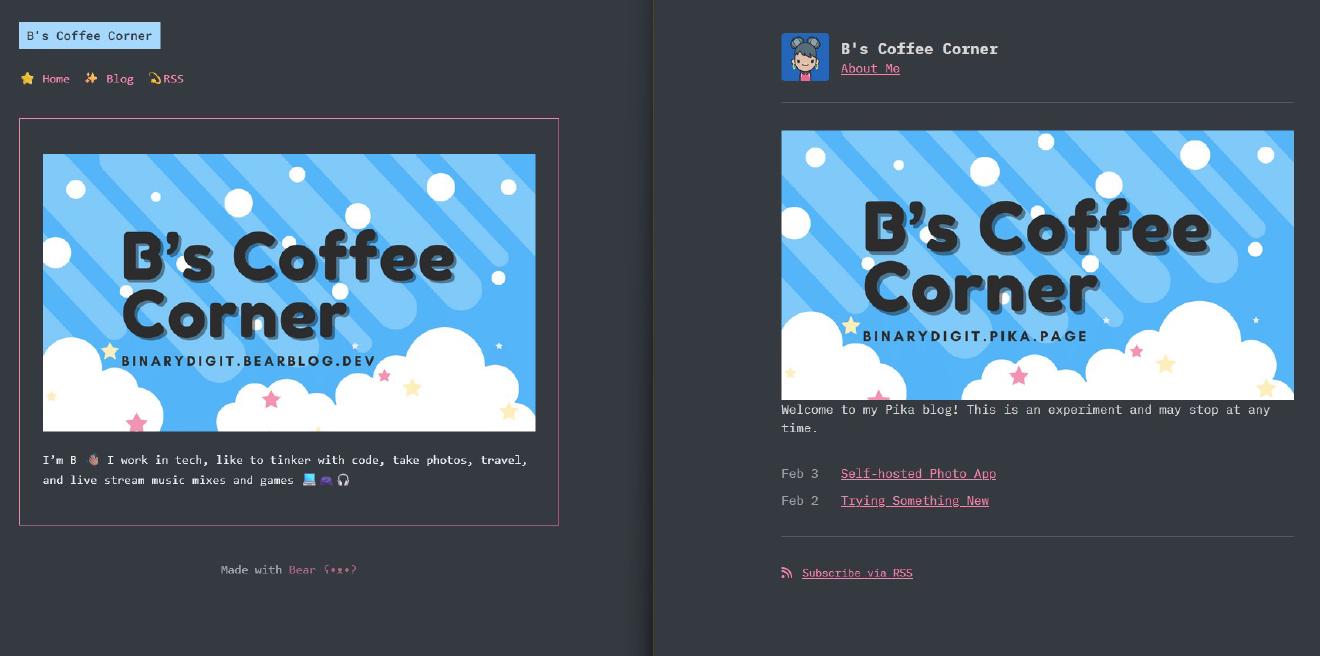 B's Coffee Corner
Home Blog RSS
B's Coffee
Corner
BINARYDIGIT.BEARBLOG.DEV
I'm B 👋🏽 I work in tech, like to tinker with code, take photos, travel,
and live stream music mixes and games 💻 🎮 🎧
Made with Bear ʕ•ᴥ•ʔ
B's Coffee Corner
About Me
B's Coffee
Corner
BINARYDIGIT.PIKA.PAGE
Welcome to my Pika blog! This is an experiment and may stop at any
time.
Feb 3 Self-hosted Photo App
Feb 2 Trying Something New
Subscribe via RSS